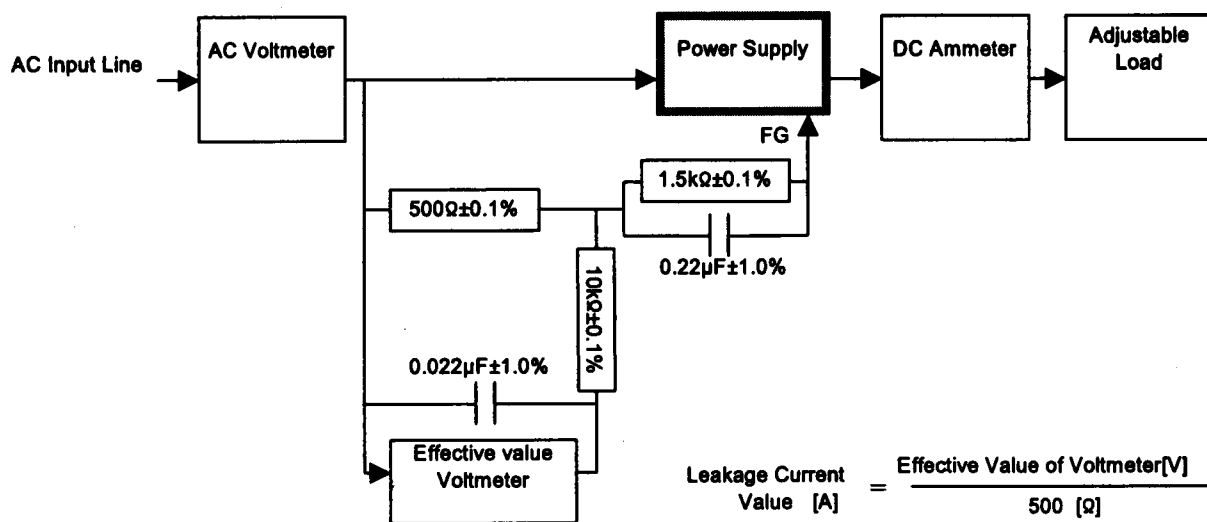 AC Input Line
AC Voltmeter
Power Supply
DC Ammeter
Adjustable
Load
FG
1.5kΩ±0.1%
500Ω±0.1%
0.22µF±1.0%
10kΩ±0.1%
0.022µF±1.0%
Effective value
Voltmeter
Leakage Current
Value [A]
=
Effective Value of Voltmeter[V]
500 [Ω]